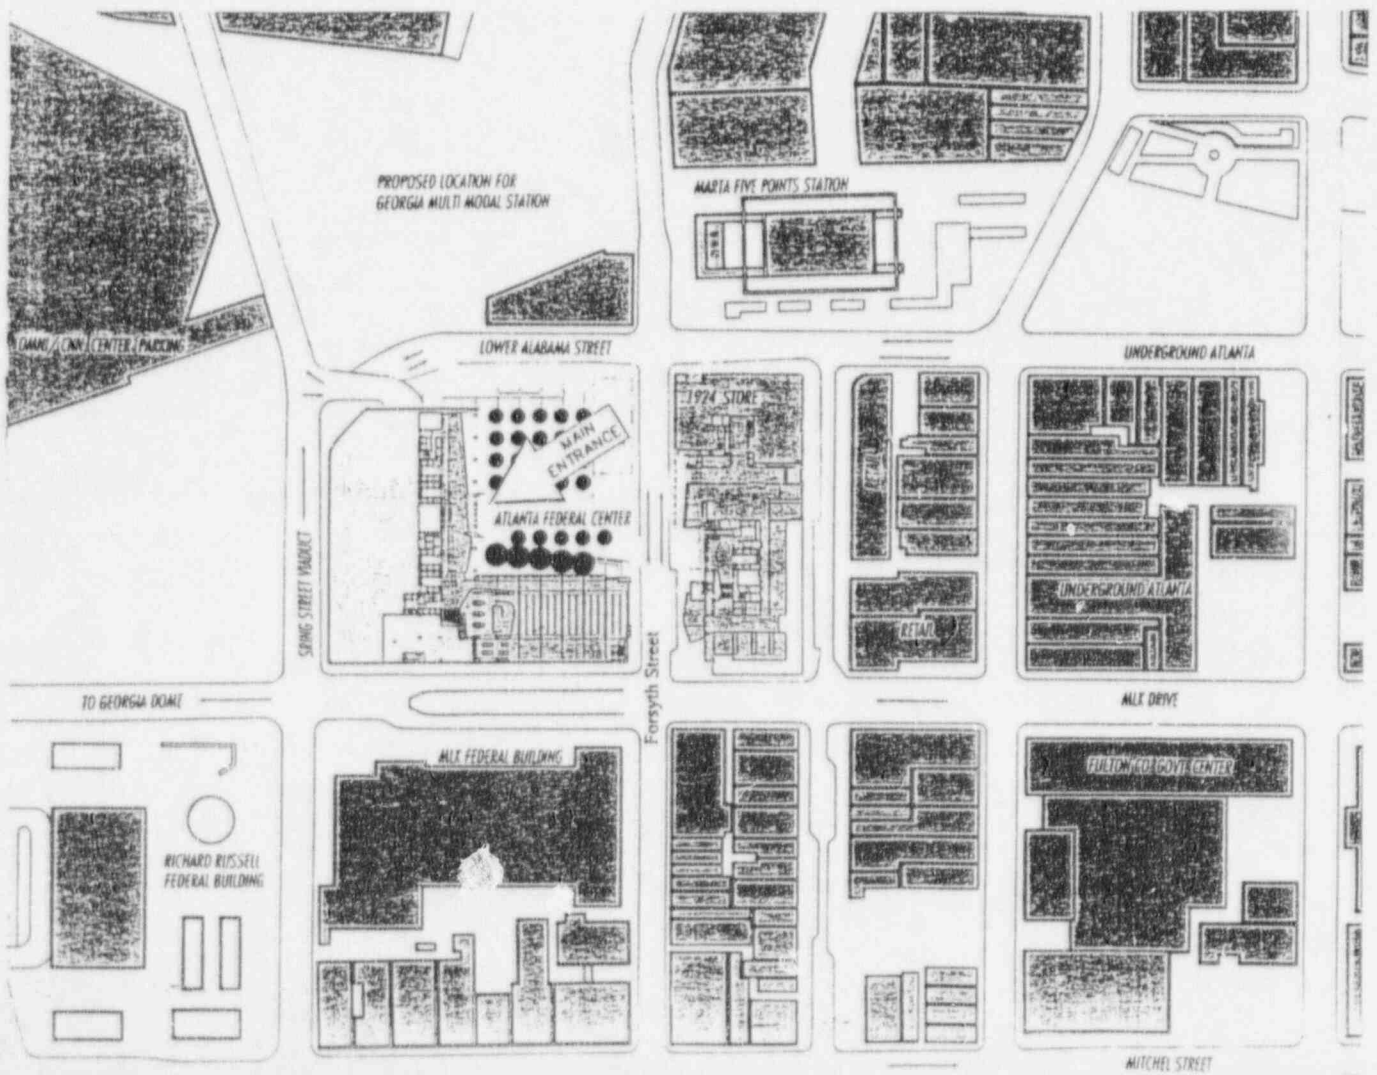 PROPOSED LOCATION FOR
GEORGIA MULTI MODAL STATION
MARTA FIVE POINTS STATION
OMNI / CNN CENTER PARKING
LOWER ALABAMA STREET
UNDERGROUND ATLANTA
1924 STORE
MAIN
ENTRANCE
RETAIL
ATLANTA FEDERAL CENTER
SPRING STREET VIADUCT
UNDERGROUND ATLANTA
RETAIL
Forsyth Street
TO GEORGIA DOME
MLK DRIVE
MLK FEDERAL BUILDING
FULTON CO GOVT CENTER
RICHARD RUSSELL
FEDERAL BUILDING
MITCHEL STREET